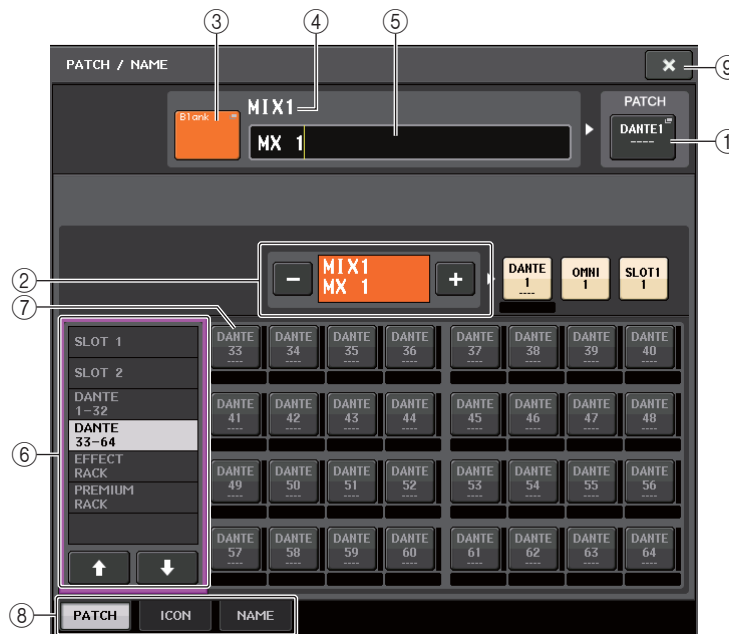 ③ ④ ⑤
PATCH / NAME
×
⑨
Blank
MIX1
MX 1
PATCH
DANTE1
----
①
②
−
MIX1
MX 1
+
DANTE
1
----
OMNI
1
SLOT1
1
⑦
⑥
SLOT 1
SLOT 2
DANTE
1-32
DANTE
33-64
EFFECT
RACK
PREMIUM
RACK
DANTE DANTE DANTE DANTE DANTE DANTE DANTE DANTE
33 34 35 36 37 38 39 40
---- ---- ---- ---- ---- ---- ---- ----
DANTE DANTE DANTE DANTE DANTE DANTE DANTE DANTE
41 42 43 44 45 46 47 48
---- ---- ---- ---- ---- ---- ---- ----
DANTE DANTE DANTE DANTE DANTE DANTE DANTE DANTE
49 50 51 52 53 54 55 56
---- ---- ---- ---- ---- ---- ---- ----
DANTE DANTE DANTE DANTE DANTE DANTE DANTE DANTE
57 58 59 60 61 62 63 64
---- ---- ---- ---- ---- ---- ---- ----
⑧
PATCH ICON NAME